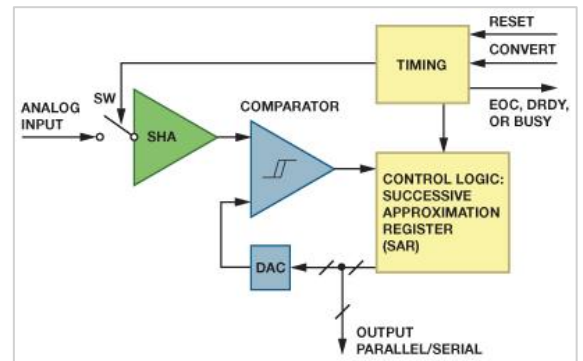 RESET
CONVERT
TIMING
EOC, DRDY,
OR BUSY
ANALOG
INPUT
SW
SHA
COMPARATOR
CONTROL LOGIC:
SUCCESSIVE
APPROXIMATION
REGISTER
(SAR)
DAC
OUTPUT
PARALLEL/SERIAL